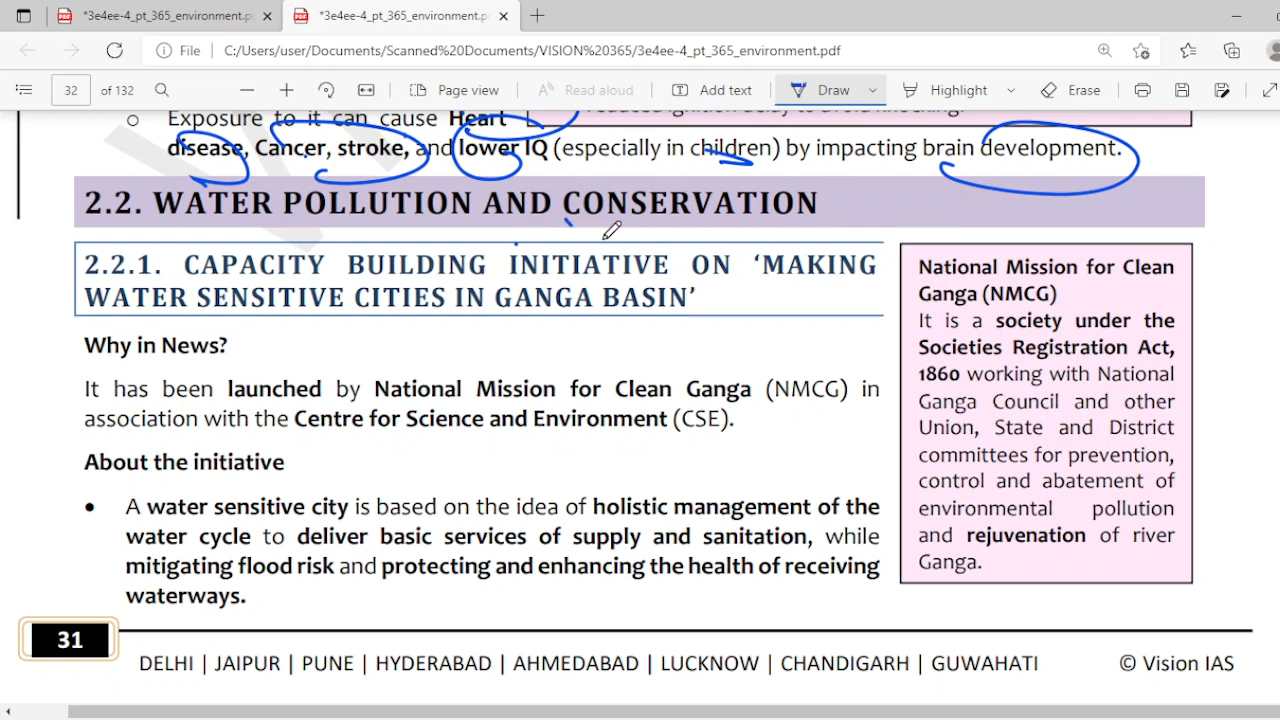 *3e4ee-4_pt_365_environment.p
*3e4ee-4_pt_365_environment.p
File
C:/Users/user/Documents/Scanned%20Documents/VISION%20365/3e4ee-4_pt_365_environment.pdf
32 of 132
Page view
Read aloud
Add text
Draw
Highlight
Erase
Exposure to it can cause Heart
disease, Cancer, stroke, and lower IQ (especially in children) by impacting brain development.
2.2. WATER POLLUTION AND CONSERVATION
2.2.1. CAPACITY BUILDING INITIATIVE ON ‘MAKING
WATER SENSITIVE CITIES IN GANGA BASIN’
Why in News?
It has been launched by National Mission for Clean Ganga (NMCG) in
association with the Centre for Science and Environment (CSE).
About the initiative
• A water sensitive city is based on the idea of holistic management of the
water cycle to deliver basic services of supply and sanitation, while
mitigating flood risk and protecting and enhancing the health of receiving
waterways.
National Mission for Clean
Ganga (NMCG)
It is a society under the
Societies Registration Act,
1860 working with National
Ganga Council and other
Union, State and District
committees for prevention,
control and abatement of
environmental pollution
and rejuvenation of river
Ganga.
31
DELHI | JAIPUR | PUNE | HYDERABAD | AHMEDABAD | LUCKNOW | CHANDIGARH | GUWAHATI
© Vision IAS